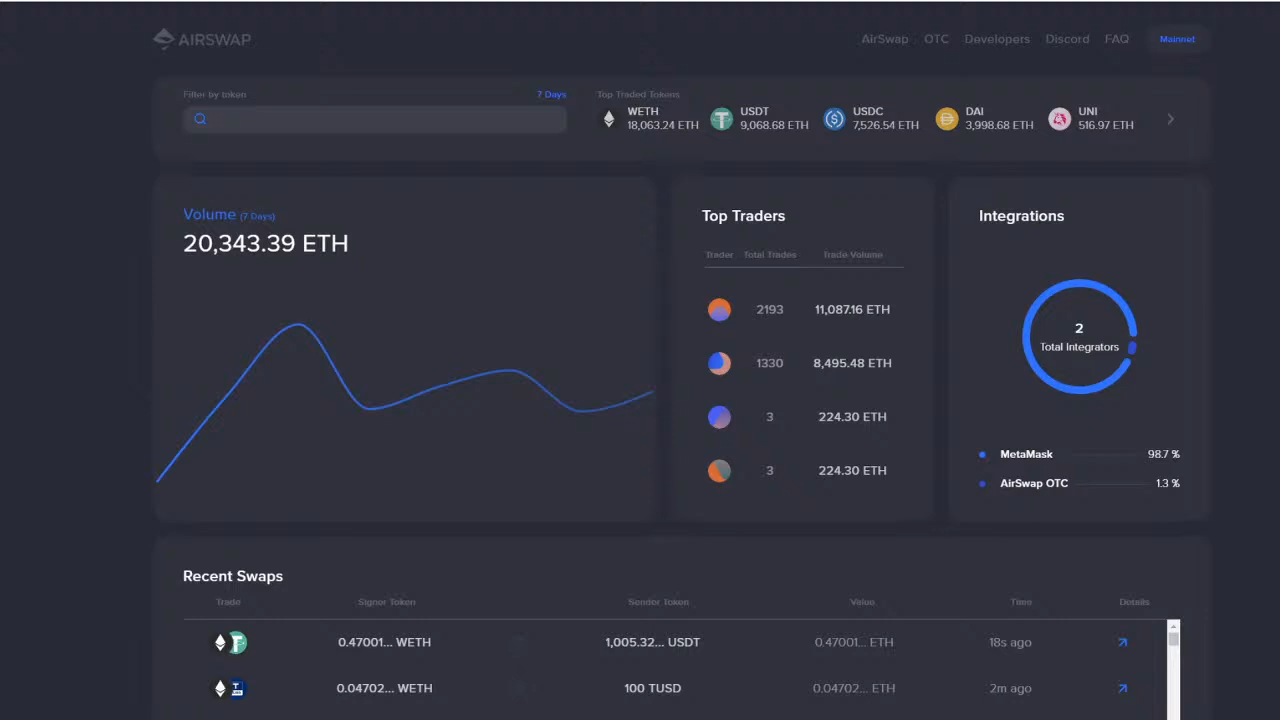 AIRSWAP
AirSwap OTC Developers Discord FAQ Mainnet
Filter by token 7 Days
Top Traded Tokens
WETH
18,063.24 ETH
USDT
9,068.68 ETH
USDC
7,526.54 ETH
DAI
3,998.68 ETH
UNI
516.97 ETH
Volume (7 Days)
20,343.39 ETH
Top Traders
Trader Total Trades Trade Volume
2193 11,087.16 ETH
1330 8,495.48 ETH
3 224.30 ETH
3 224.30 ETH
Integrations
2
Total Integrators
MetaMask 98.7 %
AirSwap OTC 1.3 %
Recent Swaps
Trade Signer Token Sender Token Value Time Details
0.47001... WETH 1,005.32... USDT 0.47001... ETH 18s ago
0.04702... WETH 100 TUSD 0.04702... ETH 2m ago